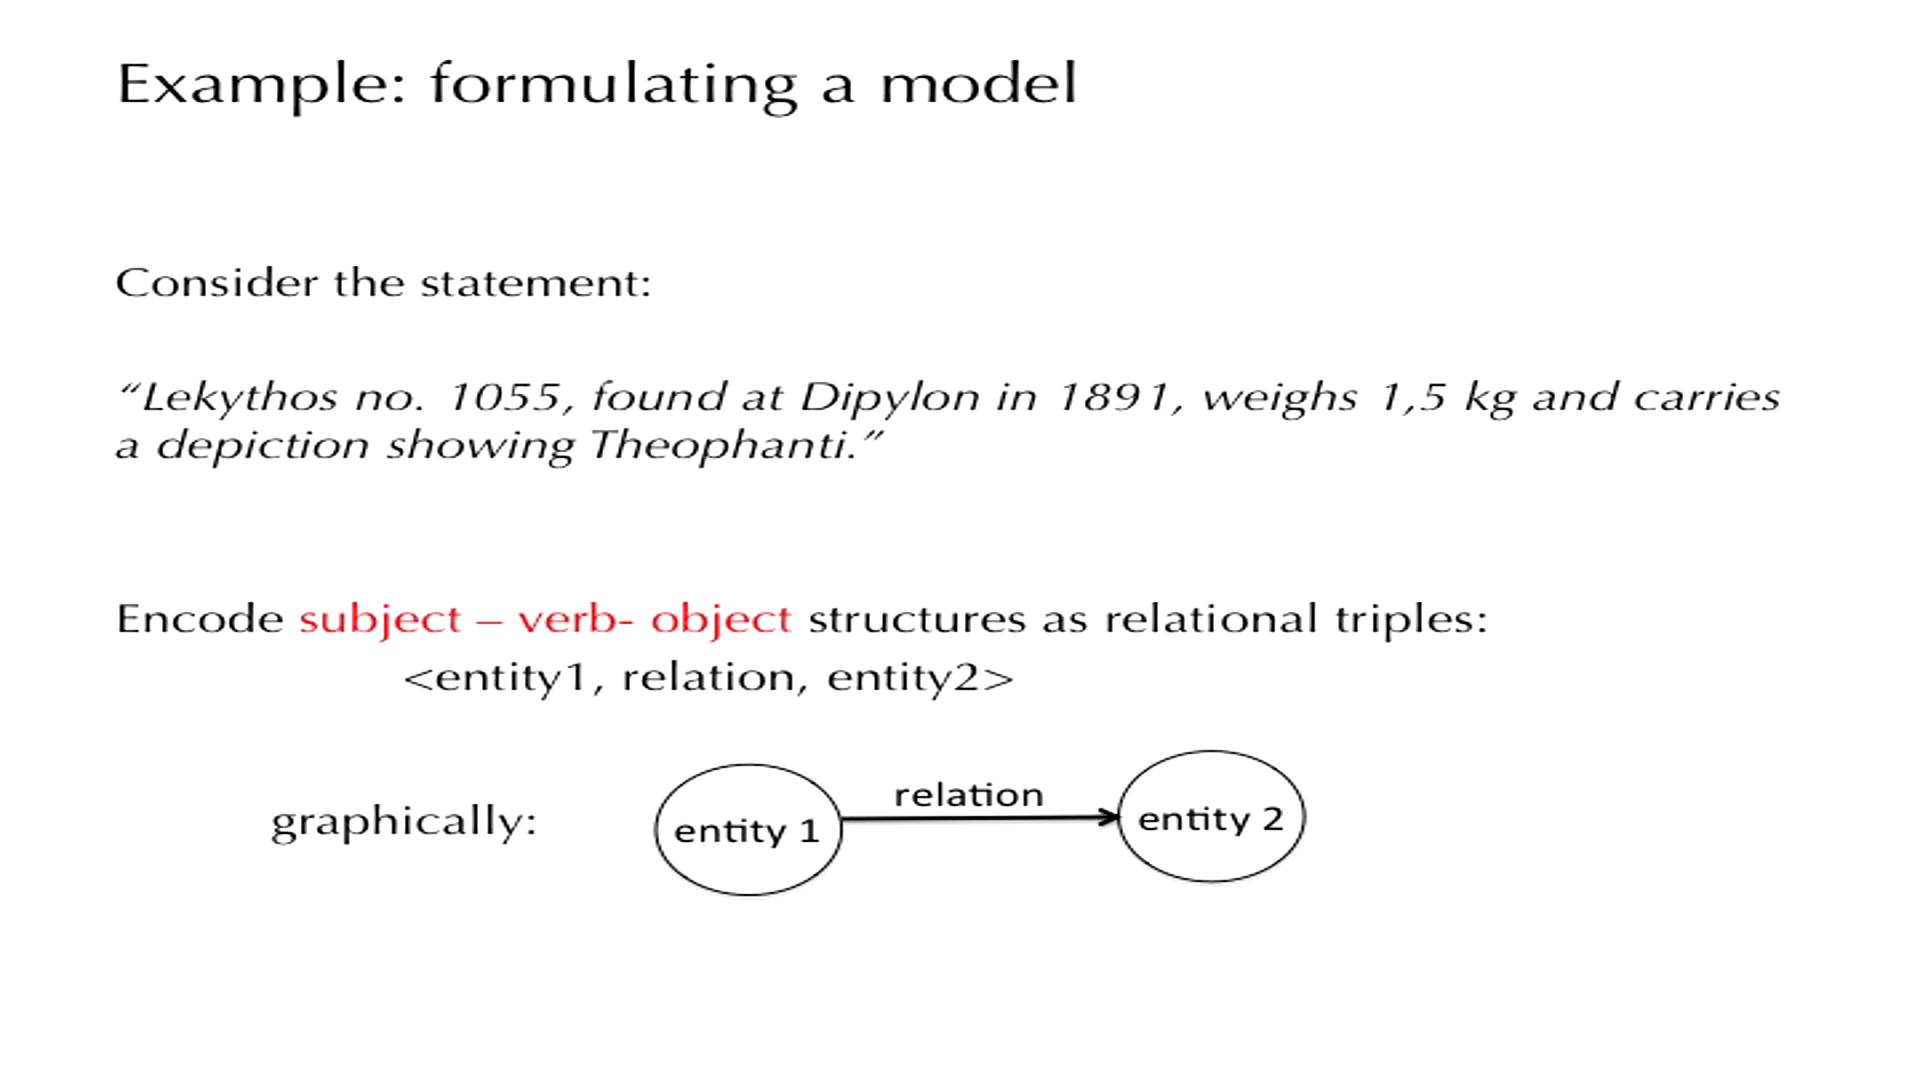 Example: formulating a model
Consider the statement:
“Lekythos no. 1055, found at Dipylon in 1891, weighs 1,5 kg and carries
a depiction showing Theophanti.”
Encode subject – verb- object structures as relational triples:
<entity1, relation, entity2>
graphically:
entity 1
relation
entity 2